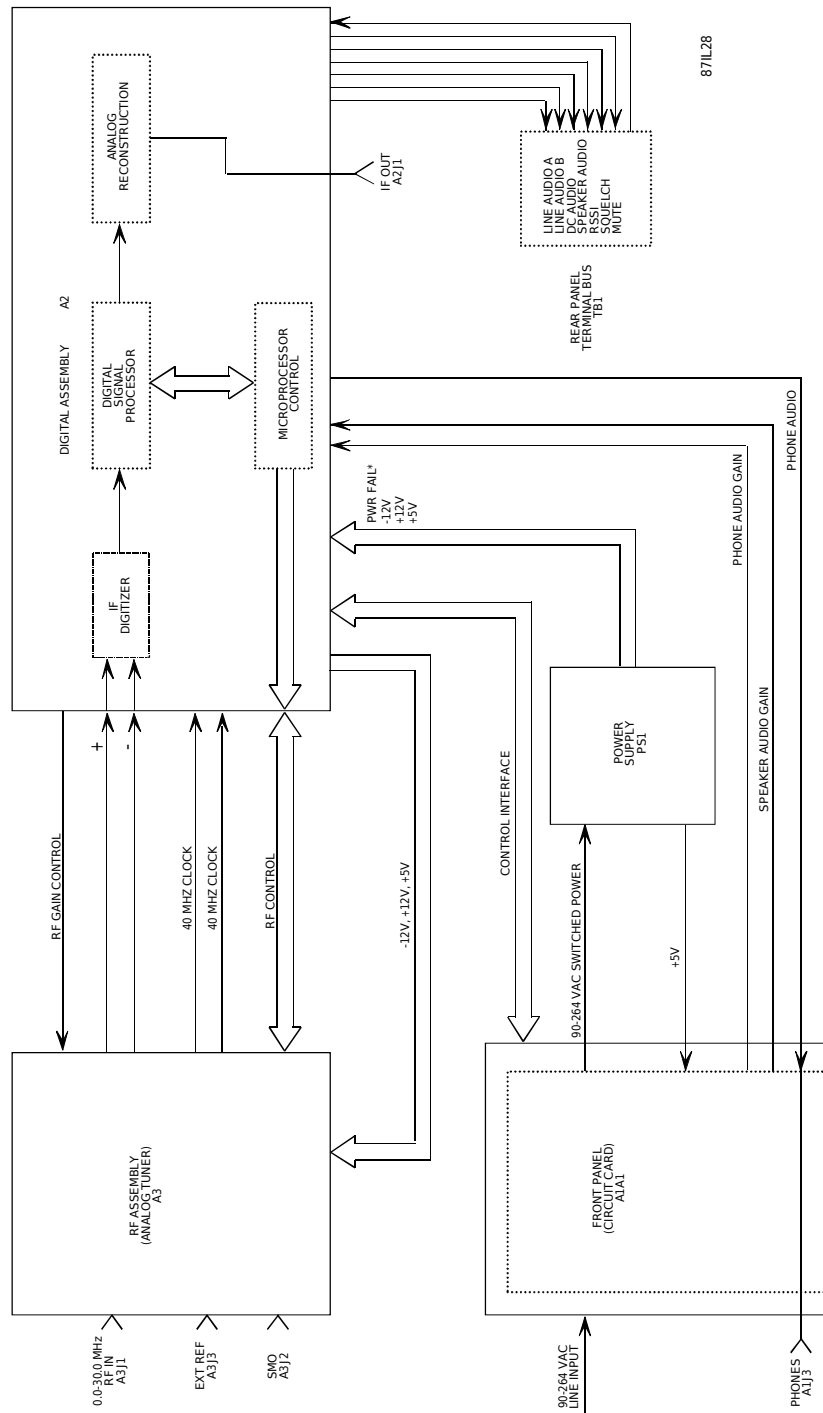 0.0-30.0 MHz
RF IN
A3J1
EXT REF
A3J3
SMO
A3J2
RF ASSEMBLY
(ANALOG TUNER)
A3
RF GAIN CONTROL
+
-
40 MHZ CLOCK
40 MHZ CLOCK
RF CONTROL
-12V, +12V, +5V
DIGITAL ASSEMBLY A2
IF
DIGITIZER
DIGITAL
SIGNAL
PROCESSOR
ANALOG
RECONSTRUCTION
MICROPROCESSOR
CONTROL
IF OUT
A2J1
PWR FAIL*
-12V
+12V
+5V
CONTROL INTERFACE
LINE AUDIO A
LINE AUDIO B
DC AUDIO
SPEAKER AUDIO
RSSI
SQUELCH
MUTE
REAR PANEL
TERMINAL BUS
TB1
90-264 VAC
LINE INPUT
FRONT PANEL
(CIRCUIT CARD)
A1A1
90-264 VAC SWITCHED POWER
POWER
SUPPLY
PS1
+5V
PHONE AUDIO GAIN
SPEAKER AUDIO GAIN
PHONE AUDIO
PHONES
A1J3
87IL28